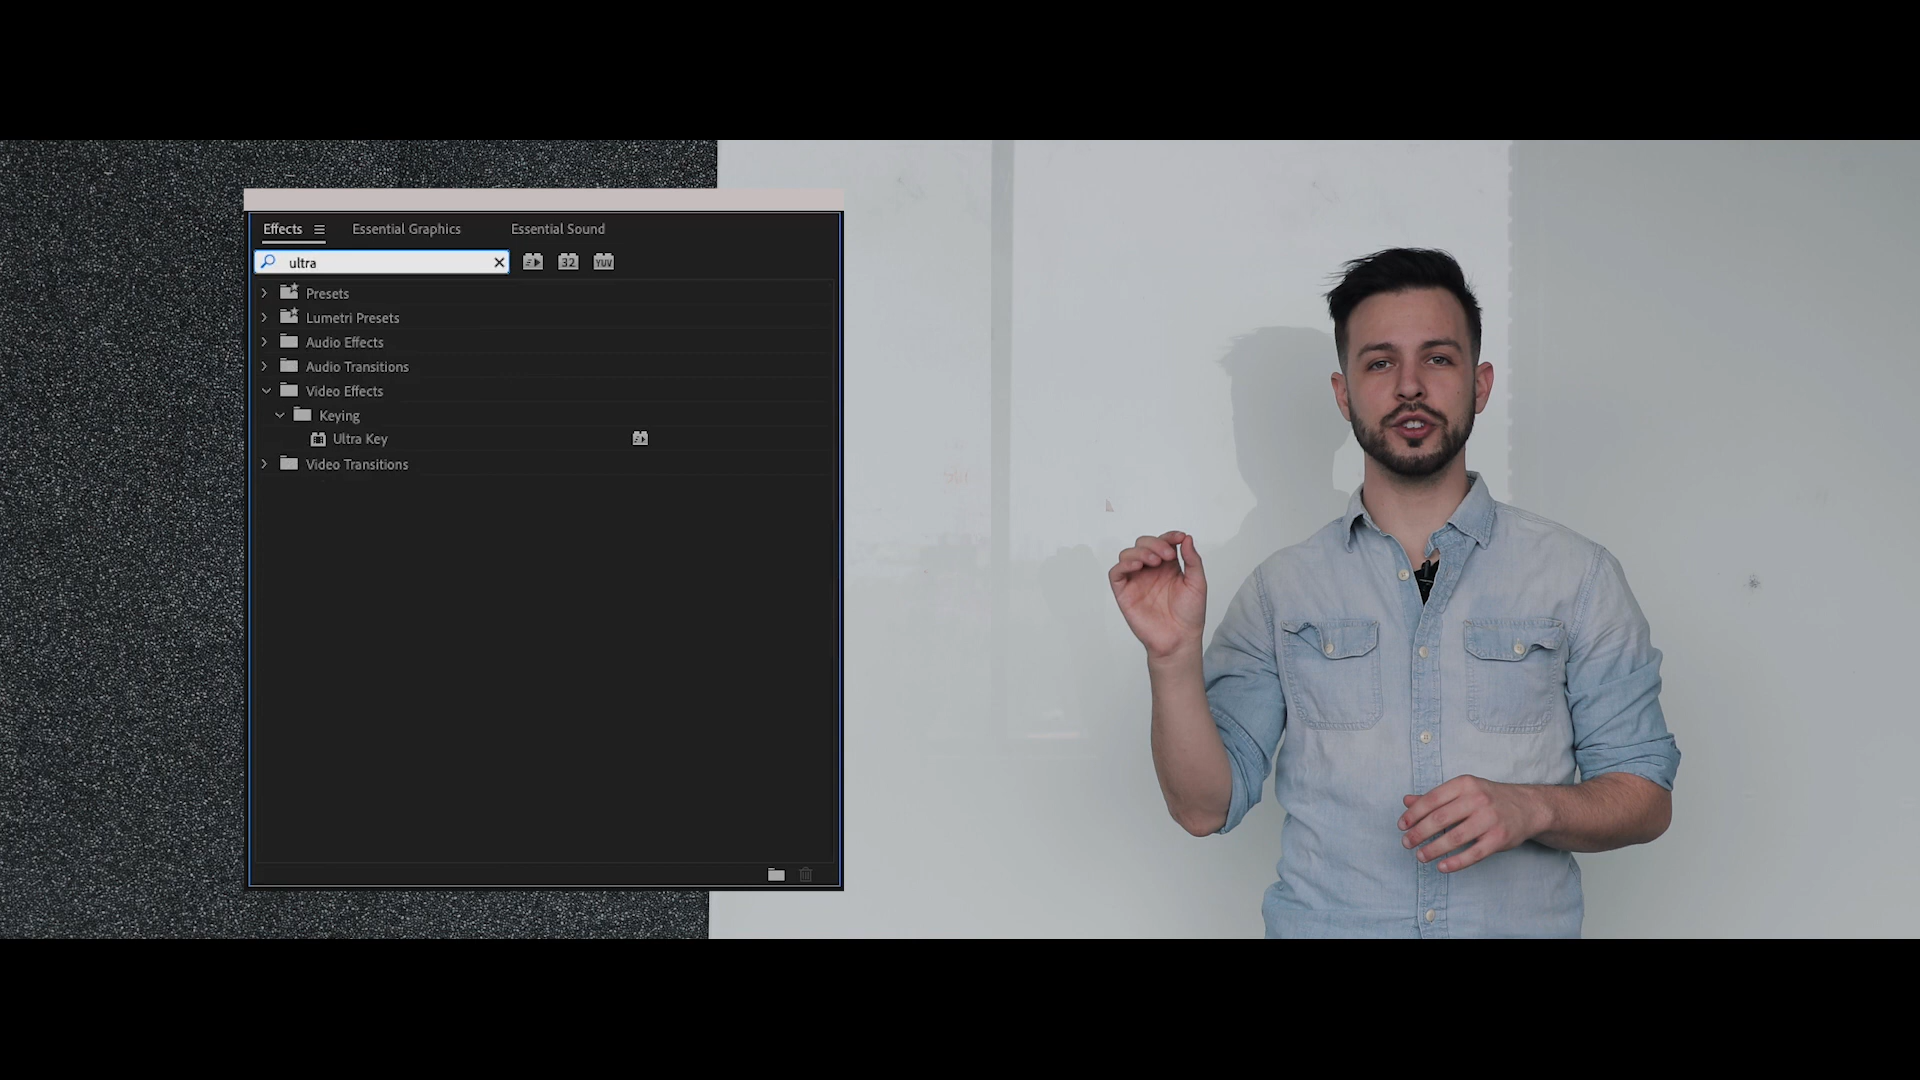 Effects Essential Graphics Essential Sound
ultra
32 YUV
Presets
Lumetri Presets
Audio Effects
Audio Transitions
Video Effects
Keying
Ultra Key
Video Transitions